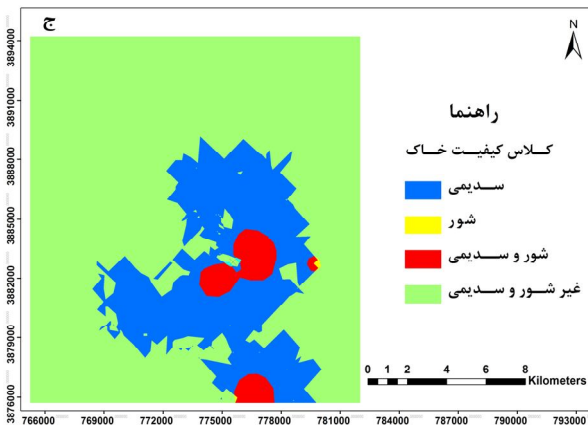 ج
N
راهنما
کلاس کیفیت خاک
سدیمی
شور
شور و سدیمی
غیر شور و سدیمی
0 1 2 4 6 8
Kilometers
3894000
3891000
3888000
3885000
3882000
3879000
3876000
766000 769000 772000 775000 778000 781000 784000 787000 790000 793000